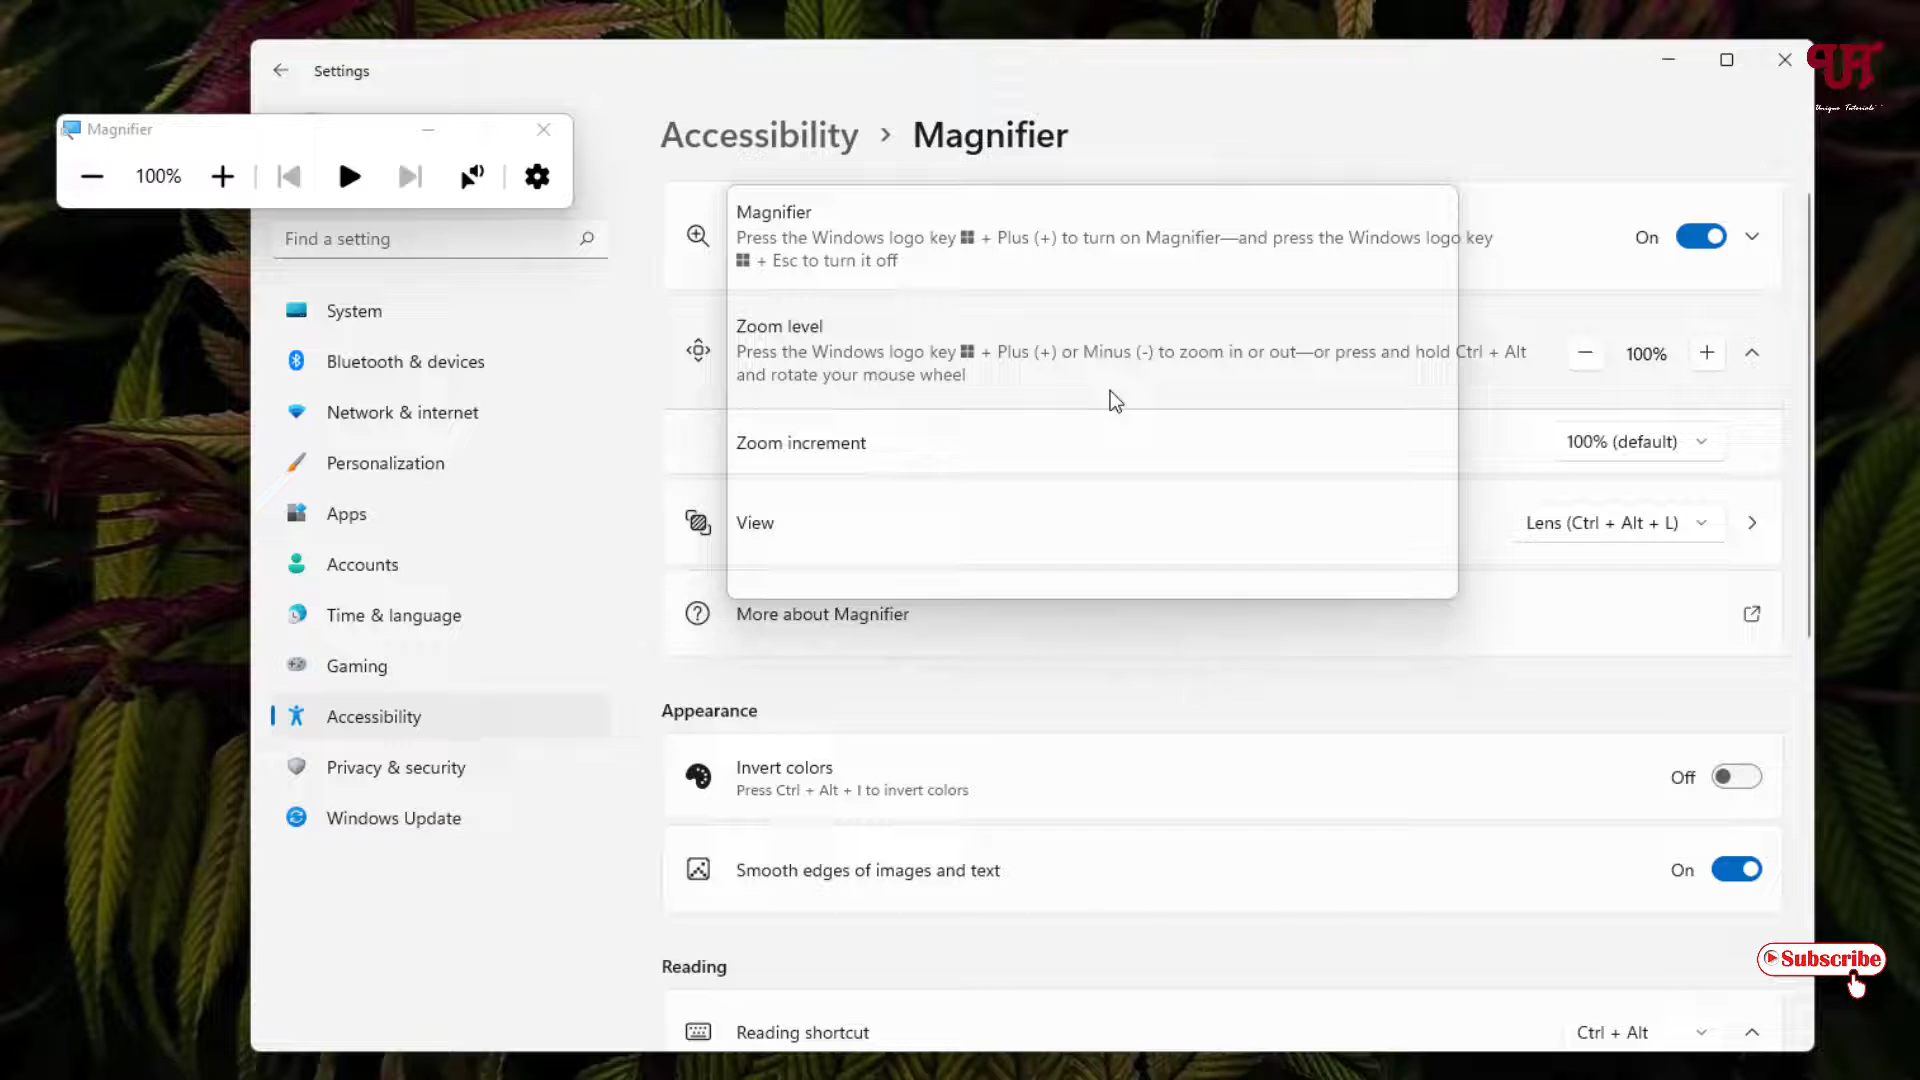 Settings
Magnifier
100%
Find a setting
System
Bluetooth & devices
Network & internet
Personalization
Apps
Accounts
Time & language
Gaming
Accessibility
Privacy & security
Windows Update
Accessibility > Magnifier
Magnifier
Press the Windows logo key + Plus (+) to turn on Magnifier—and press the Windows logo key
+ Esc to turn it off
On
Zoom level
Press the Windows logo key + Plus (+) or Minus (-) to zoom in or out—or press and hold Ctrl + Alt
and rotate your mouse wheel
100%
Zoom increment
100% (default)
View
Lens (Ctrl + Alt + L)
More about Magnifier
Appearance
Invert colors
Press Ctrl + Alt + I to invert colors
Off
Smooth edges of images and text
On
Reading
Reading shortcut
Ctrl + Alt
UT
Unique Tutorials
Subscribe